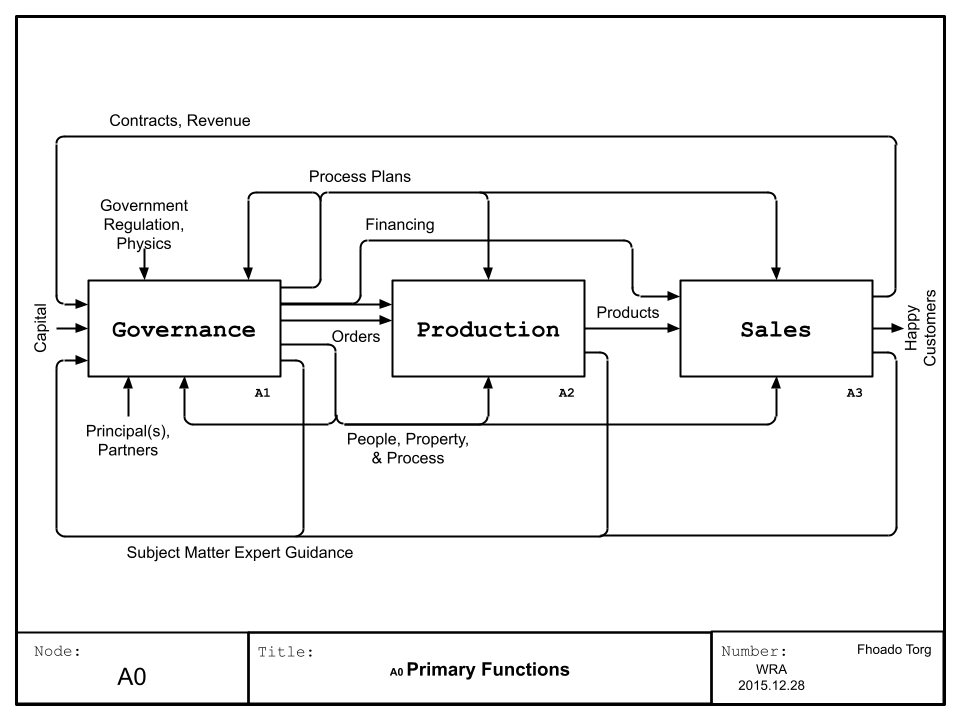 Contracts, Revenue
Process Plans
Government
Regulation,
Physics
Financing
Capital
Governance
Production
Sales
Products
Orders
Happy
Customers
A1
A2
A3
Principal(s),
Partners
People, Property,
& Process
Subject Matter Expert Guidance
Node:
A0
Title:
A0 Primary Functions
Number:
Fhoado Torg
WRA
2015.12.28